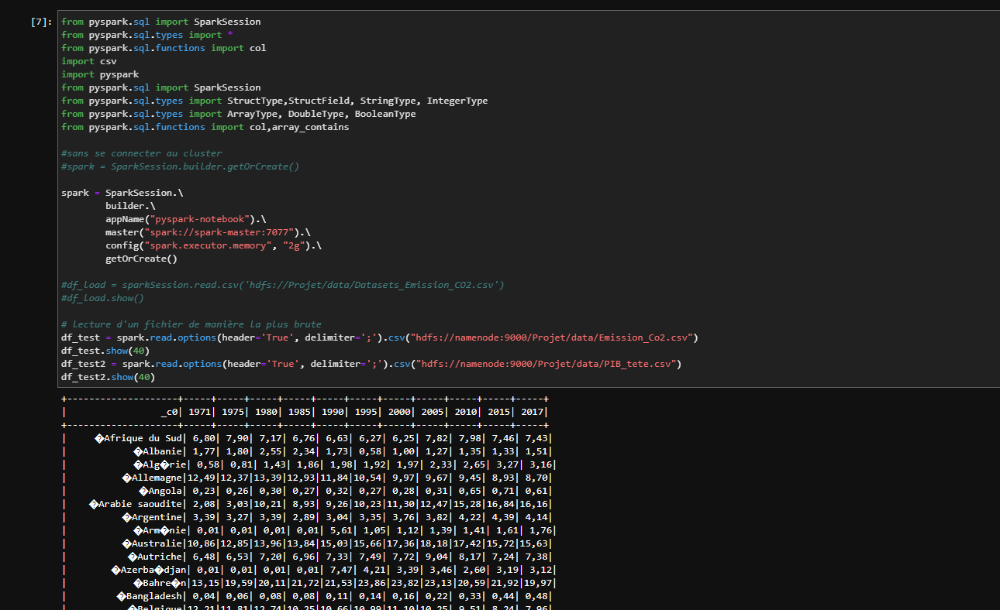 [7]: from pyspark.sql import SparkSession
from pyspark.sql.types import *
from pyspark.sql.functions import col
import csv
import pyspark
from pyspark.sql import SparkSession
from pyspark.sql.types import StructType,StructField, StringType, IntegerType
from pyspark.sql.types import ArrayType, DoubleType, BooleanType
from pyspark.sql.functions import col,array_contains
#sans se connecter au cluster
#spark = SparkSession.builder.getOrCreate()
spark = SparkSession.\
builder.\
appName("pyspark-notebook").\
master("spark://spark-master:7077").\
config("spark.executor.memory", "2g").\
getOrCreate()
#df_load = sparkSession.read.csv('hdfs://Projet/data/Datasets_Emission_CO2.csv')
#df_load.show()
# lecture d'un fichier de manière la plus brute
df_test = spark.read.options(header='True', delimiter=';').csv("hdfs://namenode:9000/Projet/data/Emission_Co2.csv")
df_test.show(40)
df_test2 = spark.read.options(header='True', delimiter=';').csv("hdfs://namenode:9000/Projet/data/PIB_tete.csv")
df_test2.show(40)
+--------------------+-----+-----+-----+-----+-----+-----+-----+-----+-----+-----+-----+
| _c0| 1971| 1975| 1980| 1985| 1990| 1995| 2000| 2005| 2010| 2015| 2017|
+--------------------+-----+-----+-----+-----+-----+-----+-----+-----+-----+-----+-----+
| �Afrique du Sud| 6,80| 7,90| 7,17| 6,76| 6,63| 6,27| 6,25| 7,82| 7,98| 7,46| 7,43|
| �Albanie| 1,77| 1,80| 2,55| 2,34| 1,73| 0,58| 1,00| 1,27| 1,35| 1,33| 1,51|
| �Alg�rie| 0,58| 0,81| 1,43| 1,86| 1,98| 1,92| 1,97| 2,33| 2,65| 3,27| 3,16|
| �Allemagne|12,49|12,37|13,39|12,93|11,84|10,54| 9,97| 9,67| 9,45| 8,93| 8,70|
| �Angola| 0,23| 0,26| 0,30| 0,27| 0,32| 0,27| 0,28| 0,31| 0,65| 0,71| 0,61|
| �Arabie saoudite| 2,08| 3,03|10,21| 8,93| 9,26|10,23|11,30|12,47|15,28|16,84|16,16|
| �Argentine| 3,39| 3,27| 3,39| 2,89| 3,04| 3,35| 3,76| 3,82| 4,22| 4,39| 4,14|
| �Arm�nie| 0,01| 0,01| 0,01| 0,01| 5,61| 1,05| 1,12| 1,39| 1,41| 1,61| 1,76|
| �Australie|10,86|12,85|13,96|13,84|15,03|15,66|17,36|18,18|17,42|15,72|15,63|
| �Autriche| 6,48| 6,53| 7,20| 6,96| 7,33| 7,49| 7,72| 9,04| 8,17| 7,24| 7,38|
| �Azerba�djan| 0,01| 0,01| 0,01| 0,01| 7,47| 4,21| 3,39| 3,46| 2,60| 3,19| 3,12|
| �Bahre�n|13,15|19,59|20,11|21,72|21,53|23,86|23,82|23,13|20,59|21,92|19,97|
| �Bangladesh| 0,04| 0,06| 0,08| 0,08| 0,11| 0,14| 0,16| 0,22| 0,33| 0,44| 0,48|
| �Belgique|12,21|11,81|12,74|10,25|10,66|10,99|11,10|10,25| 9,51| 8,24| 7,96|